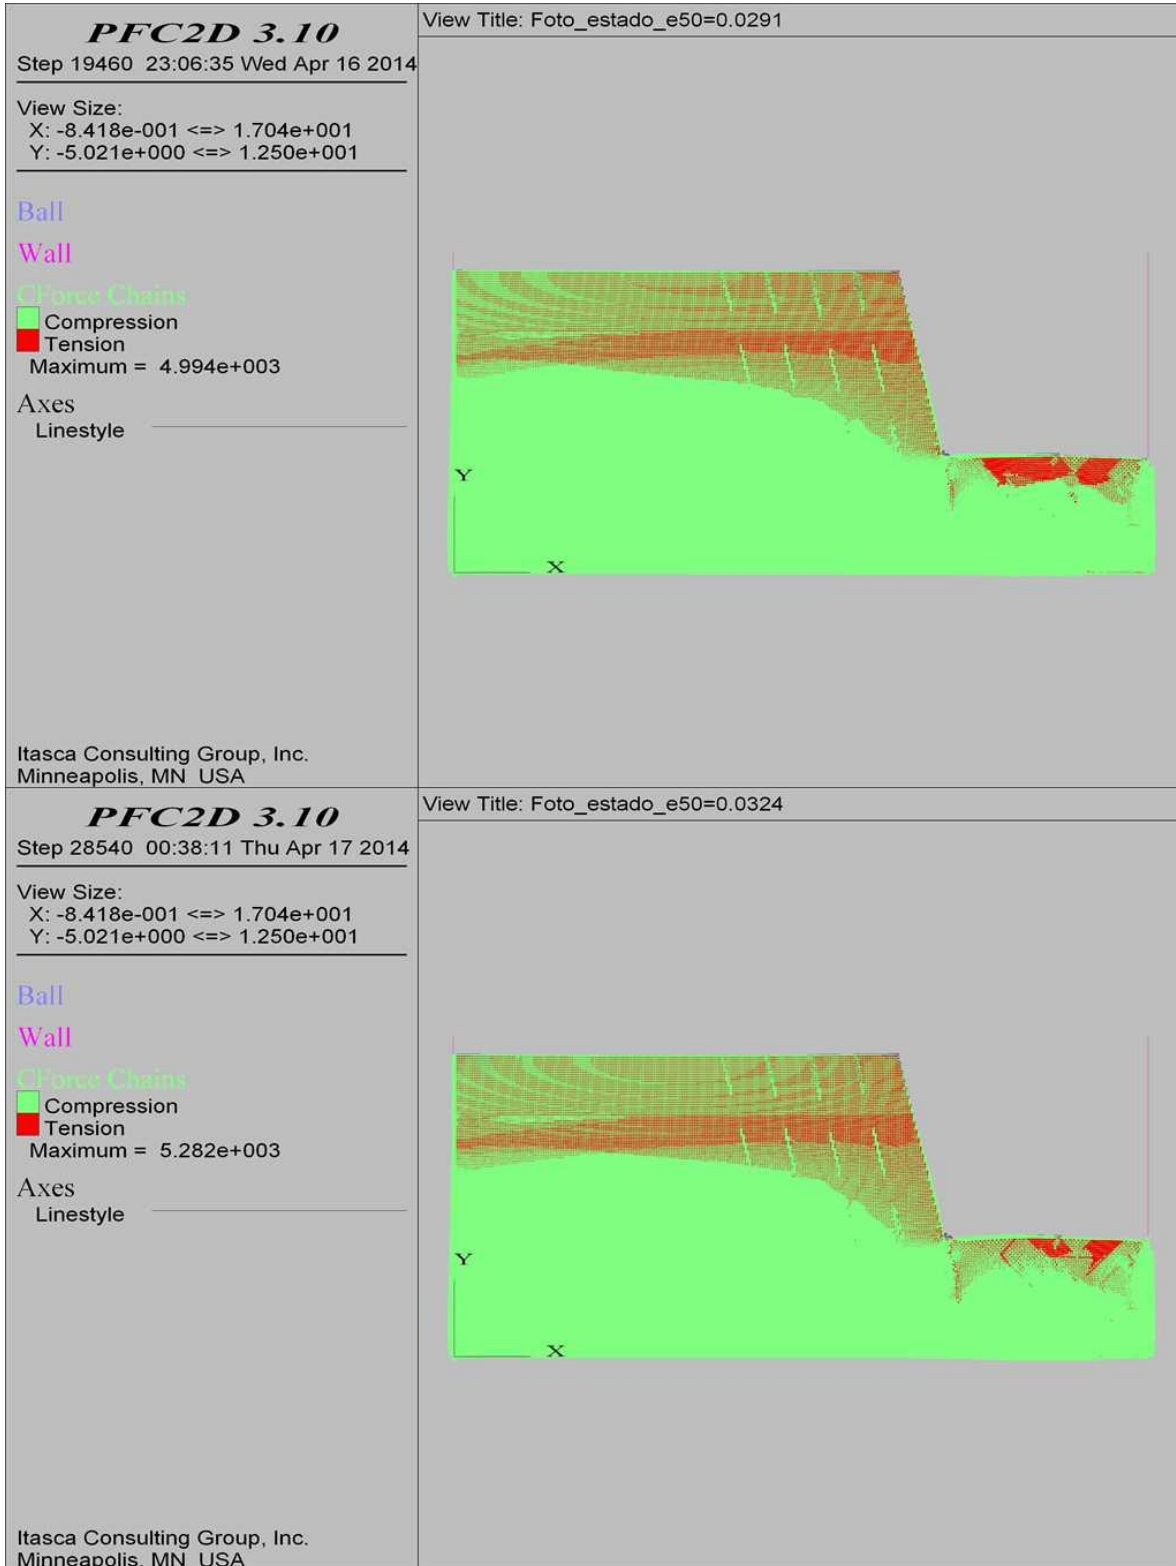 PFC2D 3.10
Step 19460 23:06:35 Wed Apr 16 2014
View Size:
X: -8.418e-001 <=> 1.704e+001
Y: -5.021e+000 <=> 1.250e+001
Ball
Wall
CForce Chains
Compression
Tension
Maximum = 4.994e+003
Axes
Linestyle
Itasca Consulting Group, Inc.
Minneapolis, MN USA
View Title: Foto_estado_e50=0.0291
Y
X
PFC2D 3.10
Step 28540 00:38:11 Thu Apr 17 2014
View Size:
X: -8.418e-001 <=> 1.704e+001
Y: -5.021e+000 <=> 1.250e+001
Ball
Wall
CForce Chains
Compression
Tension
Maximum = 5.282e+003
Axes
Linestyle
Itasca Consulting Group, Inc.
Minneapolis, MN USA
View Title: Foto_estado_e50=0.0324
Y
X